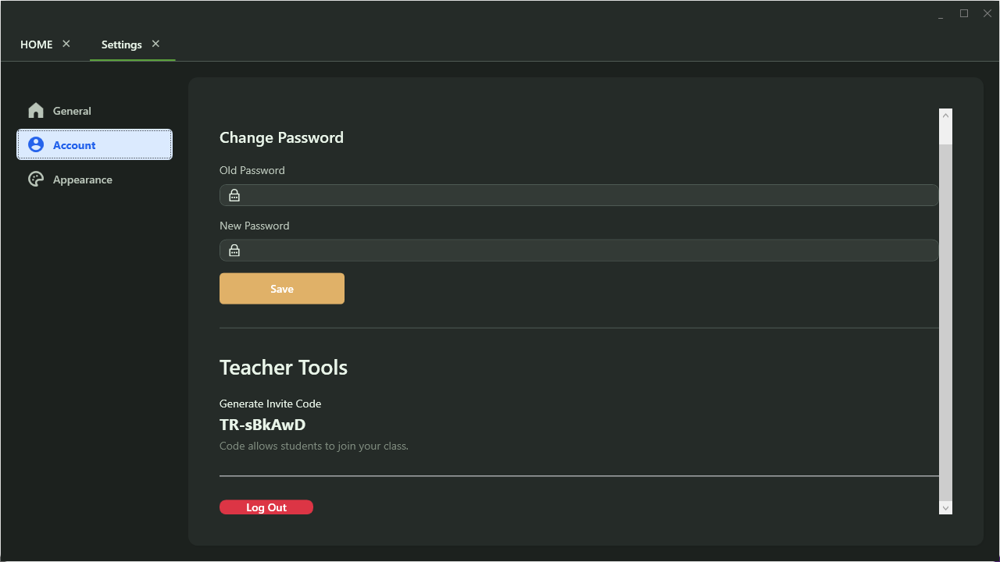 HOME
Settings
General
Account
Appearance
Change Password
Old Password
New Password
Save
Teacher Tools
Generate Invite Code
TR-sBkAwD
Code allows students to join your class.
Log Out